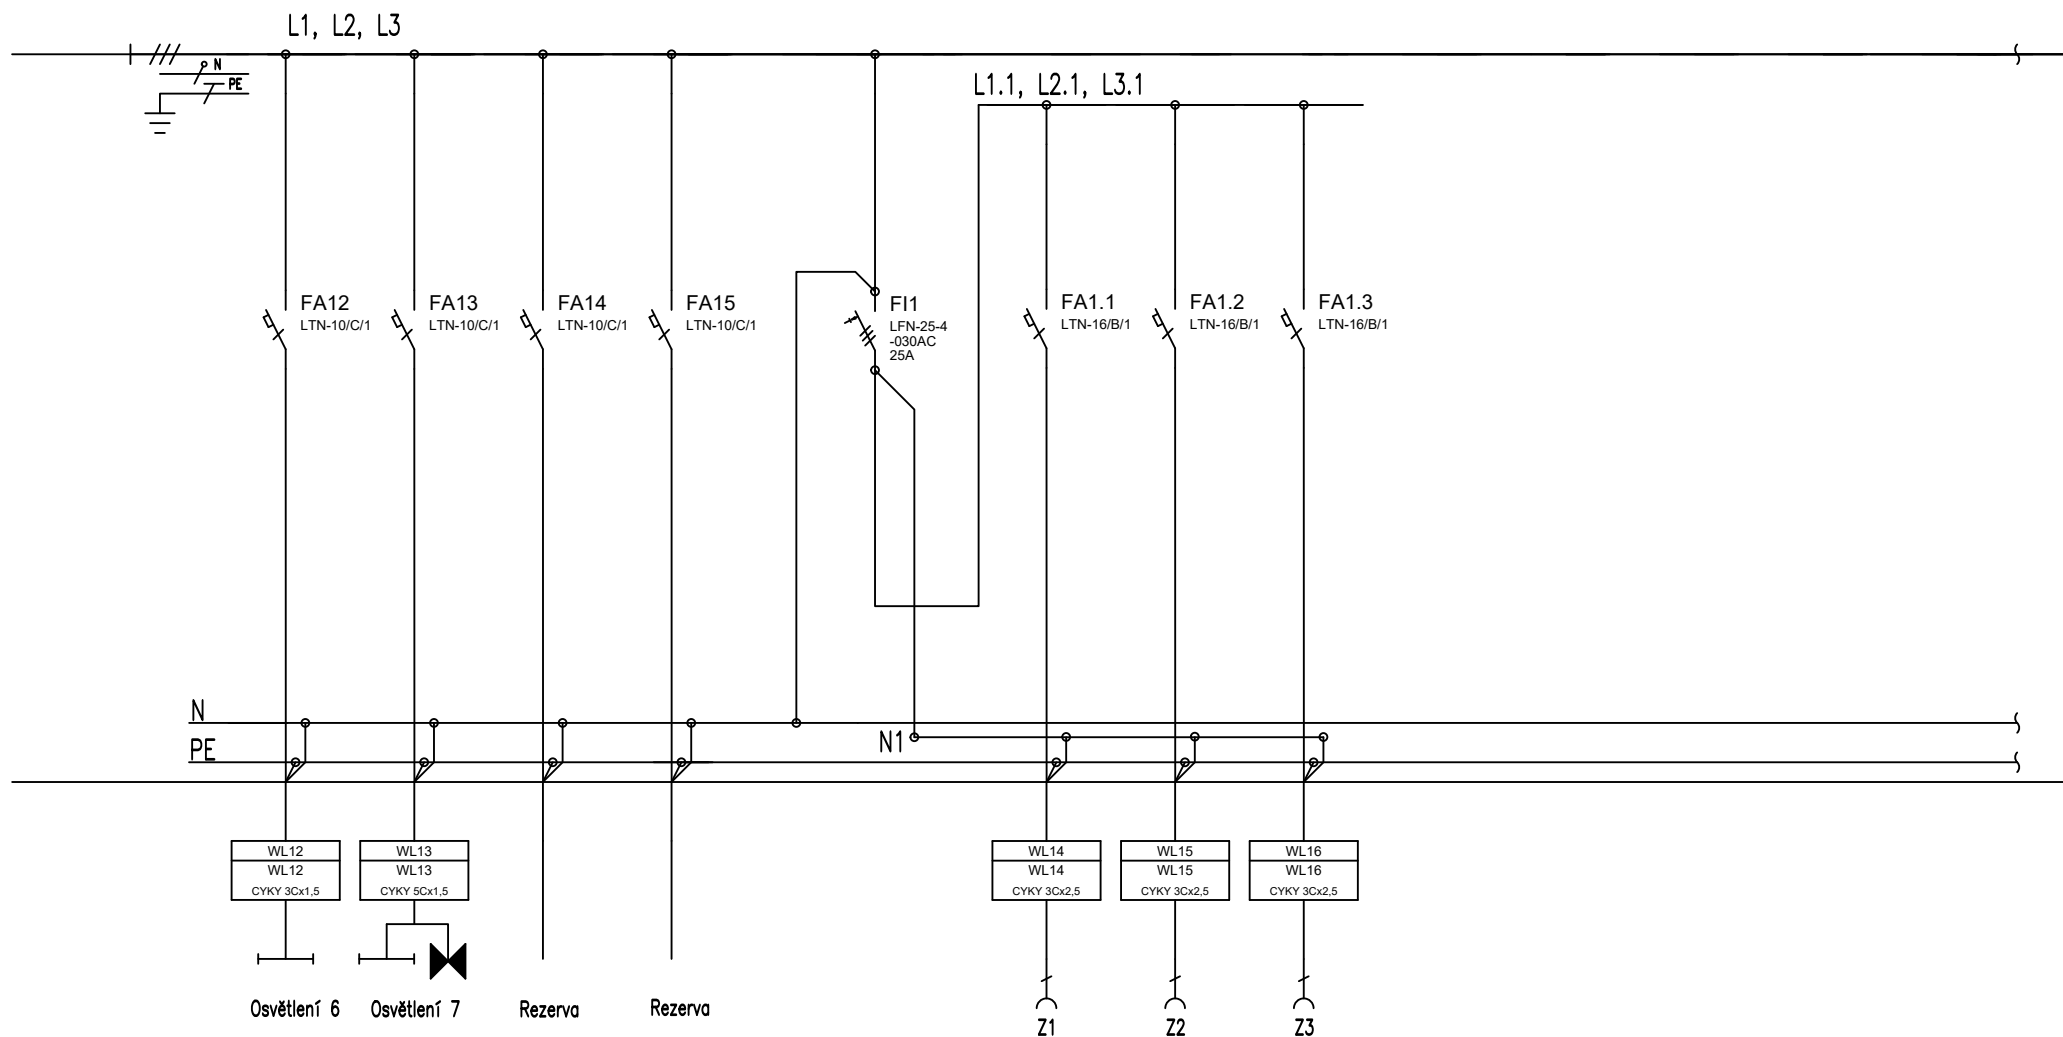 L1, L2, L3
N
PE
L1.1, L2.1, L3.1
FA12
LTN-10/C/1
FA13
LTN-10/C/1
FA14
LTN-10/C/1
FA15
LTN-10/C/1
FI1
LFN-25-4
-030AC
25A
FA1.1
LTN-16/B/1
FA1.2
LTN-16/B/1
FA1.3
LTN-16/B/1
N
PE
N1
WL12
WL12
CYKY 3Cx1,5
WL13
WL13
CYKY 5Cx1,5
WL14
WL14
CYKY 3Cx2,5
WL15
WL15
CYKY 3Cx2,5
WL16
WL16
CYKY 3Cx2,5
Osvětlení 6
Osvětlení 7
Rezerva
Rezerva
Z1
Z2
Z3